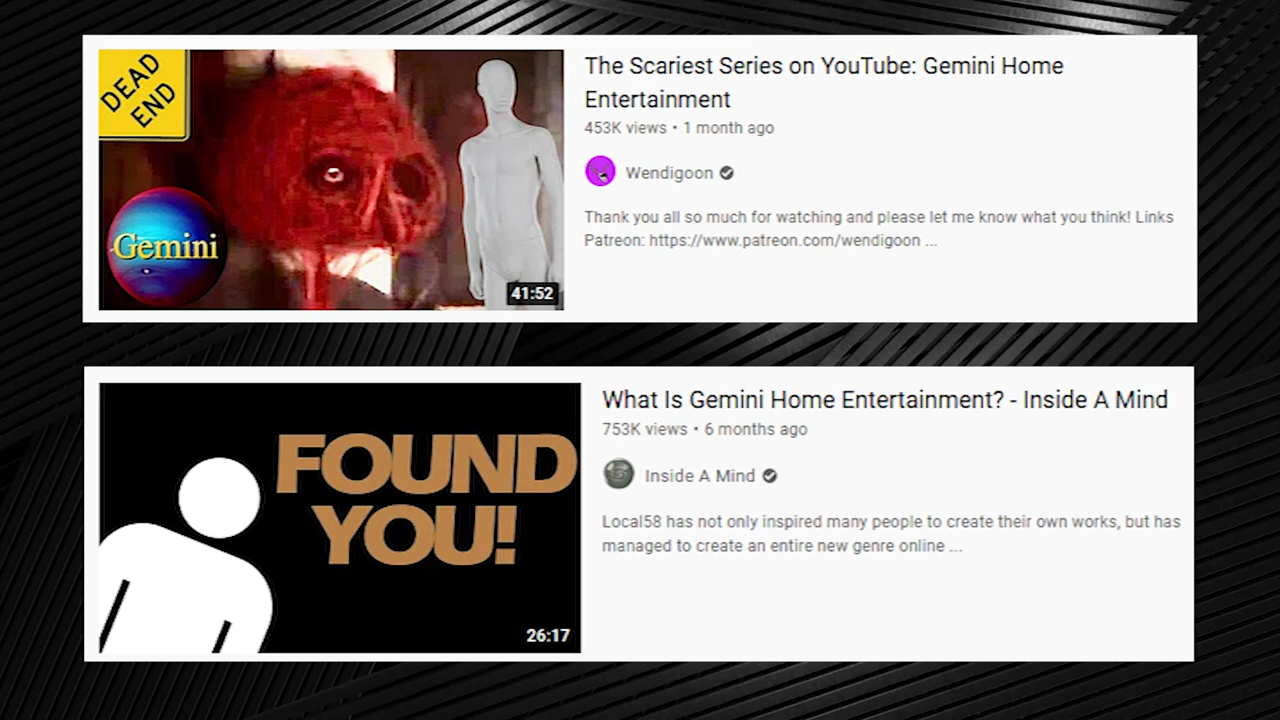 DEAD
END
Gemini
41:52
The Scariest Series on YouTube: Gemini Home
Entertainment
453K views • 1 month ago
Wendigoon
Thank you all so much for watching and please let me know what you think! Links
Patreon: https://www.patreon.com/wendigoon ...
FOUND
YOU!
26:17
What Is Gemini Home Entertainment? - Inside A Mind
753K views • 6 months ago
Inside A Mind
Local58 has not only inspired many people to create their own works, but has
managed to create an entire new genre online ...